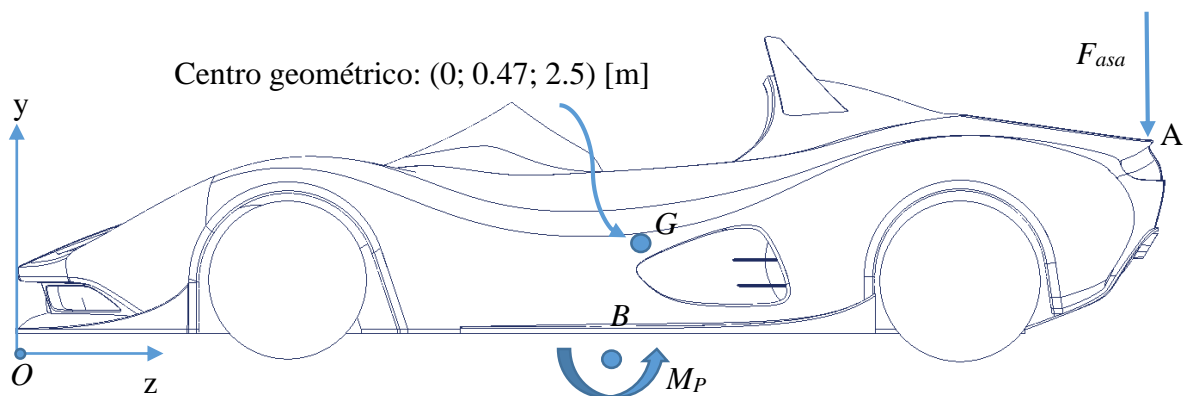 F_asa
Centro geométrico: (0; 0.47; 2.5) [m]
y
A
G
B
O
z
M_P